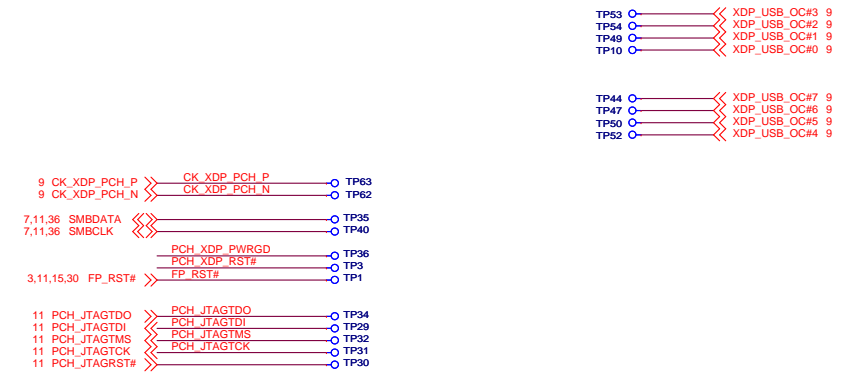 TP53 XDP_USB_OC#3 9
TP54 XDP_USB_OC#2 9
TP49 XDP_USB_OC#1 9
TP10 XDP_USB_OC#0 9
TP44 XDP_USB_OC#7 9
TP47 XDP_USB_OC#6 9
TP50 XDP_USB_OC#5 9
TP52 XDP_USB_OC#4 9
9 CK_XDP_PCH_P CK_XDP_PCH_P TP63
9 CK_XDP_PCH_N CK_XDP_PCH_N TP62
7,11,36 SMBDATA TP35
7,11,36 SMBCLK TP40
PCH_XDP_PWRGD TP36
PCH_XDP_RST# TP3
3,11,15,30 FP_RST# FP_RST# TP1
11 PCH_JTAGTDO PCH_JTAGTDO TP34
11 PCH_JTAGTDI PCH_JTAGTDI TP29
11 PCH_JTAGTMS PCH_JTAGTMS TP32
11 PCH_JTAGTCK PCH_JTAGTCK TP31
11 PCH_JTAGRST# TP30